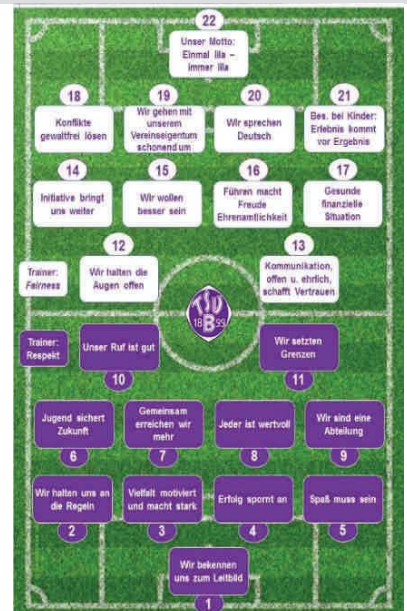 22
Unser Motto:
Einmal lila –
immer lila
18
Konflikte
gewaltfrei lösen
19
Wir gehen mit
unserem
Vereinseigentum
schonend um
20
Wir sprechen
Deutsch
21
Bes. bei Kinder:
Erlebnis kommt
vor Ergebnis
14
Initiative bringt
uns weiter
15
Wir wollen
besser sein
16
Führen macht
Freude
Ehrenamtlichkeit
17
Gesunde
finanzielle
Situation
Trainer:
Fairness
12
Wir halten die
Augen offen
13
Kommunikation,
offen u. ehrlich,
schafft Vertrauen
TSV
18 B 99
Trainer:
Respekt
Unser Ruf ist gut
10
Wir setzten
Grenzen
11
Jugend sichert
Zukunft
6
Gemeinsam
erreichen wir
mehr
7
Jeder ist wertvoll
8
Wir sind eine
Abteilung
9
Wir halten uns an
die Regeln
2
Vielfalt motiviert
und macht stark
3
Erfolg spornt an
4
Spaß muss sein
5
Wir bekennen
uns zum Leitbild
1